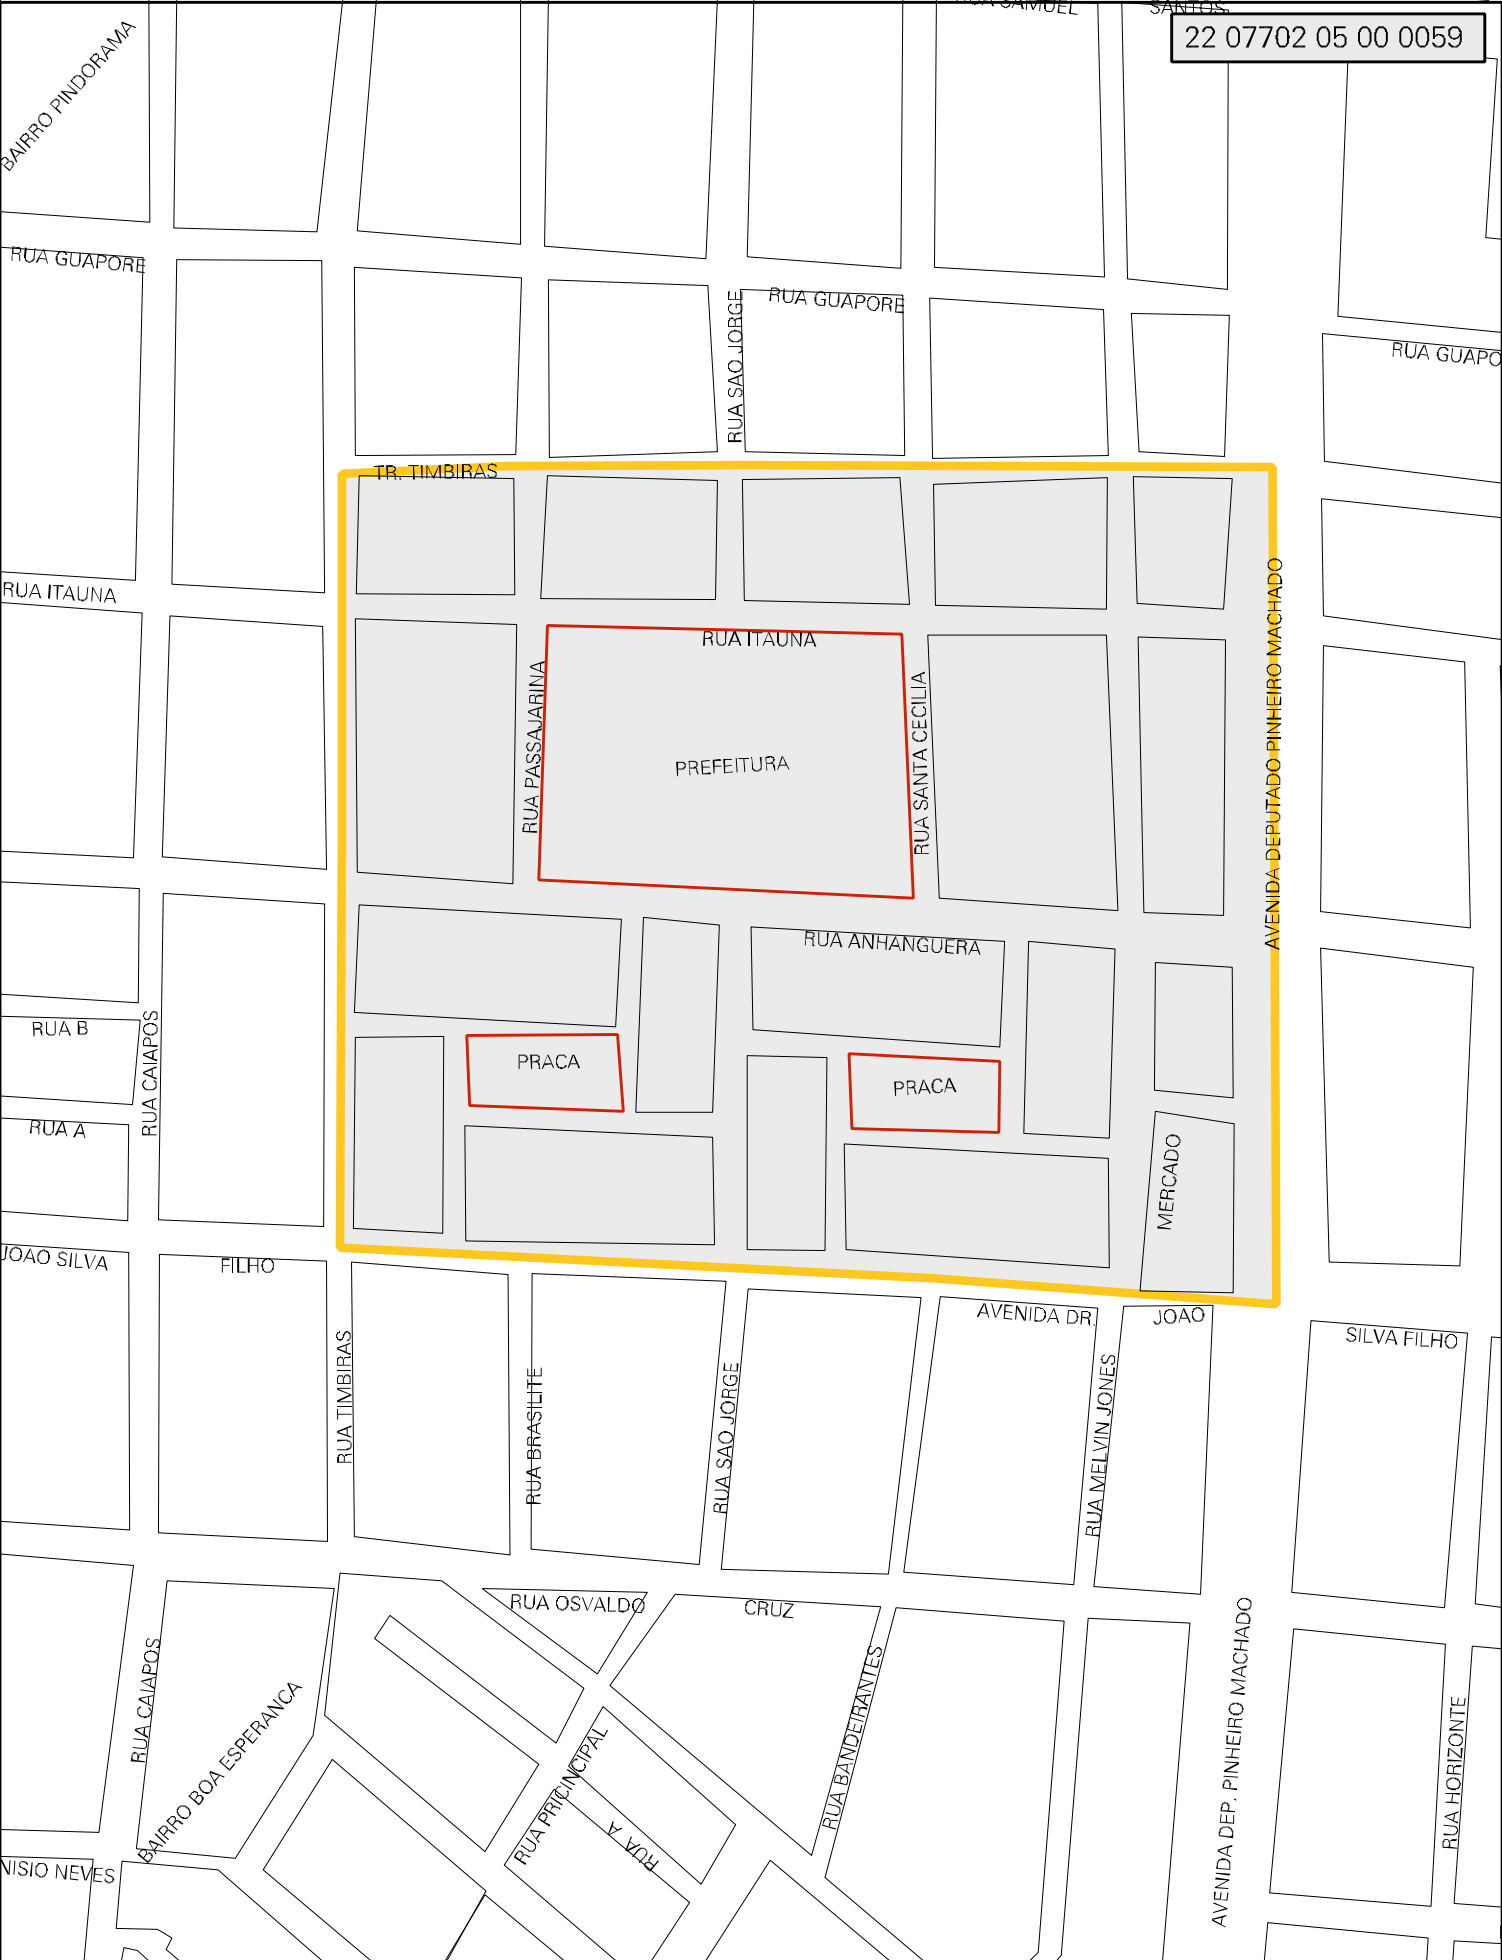 RUA SAMUEL
SANTOS
22 07702 05 00 0059
BAIRRO PINDORAMA
RUA GUAPORE
RUA GUAPORE
RUA SAO JORGE
RUA GUAPO
TR. TIMBIRAS
RUA ITAUNA
RUA ITAUNA
RUA PASSAJARINA
PREFEITURA
RUA SANTA CECILIA
AVENIDA DEPUTADO PINHEIRO MACHADO
RUA ANHANGUERA
RUA B
RUA CAIAPOS
PRACA
PRACA
RUA A
MERCADO
JOAO SILVA
FILHO
AVENIDA DR.
JOAO
SILVA FILHO
RUA TIMBIRAS
RUA BRASILITE
RUA SAO JORGE
RUA MELVIN JONES
RUA OSVALDO
CRUZ
RUA CAIAPOS
BAIRRO BOA ESPERANCA
RUA PRICINCIPAL
RUA A
RUA BANDEIRANTES
AVENIDA DEP. PINHEIRO MACHADO
RUA HORIZONTE
NISIO NEVES